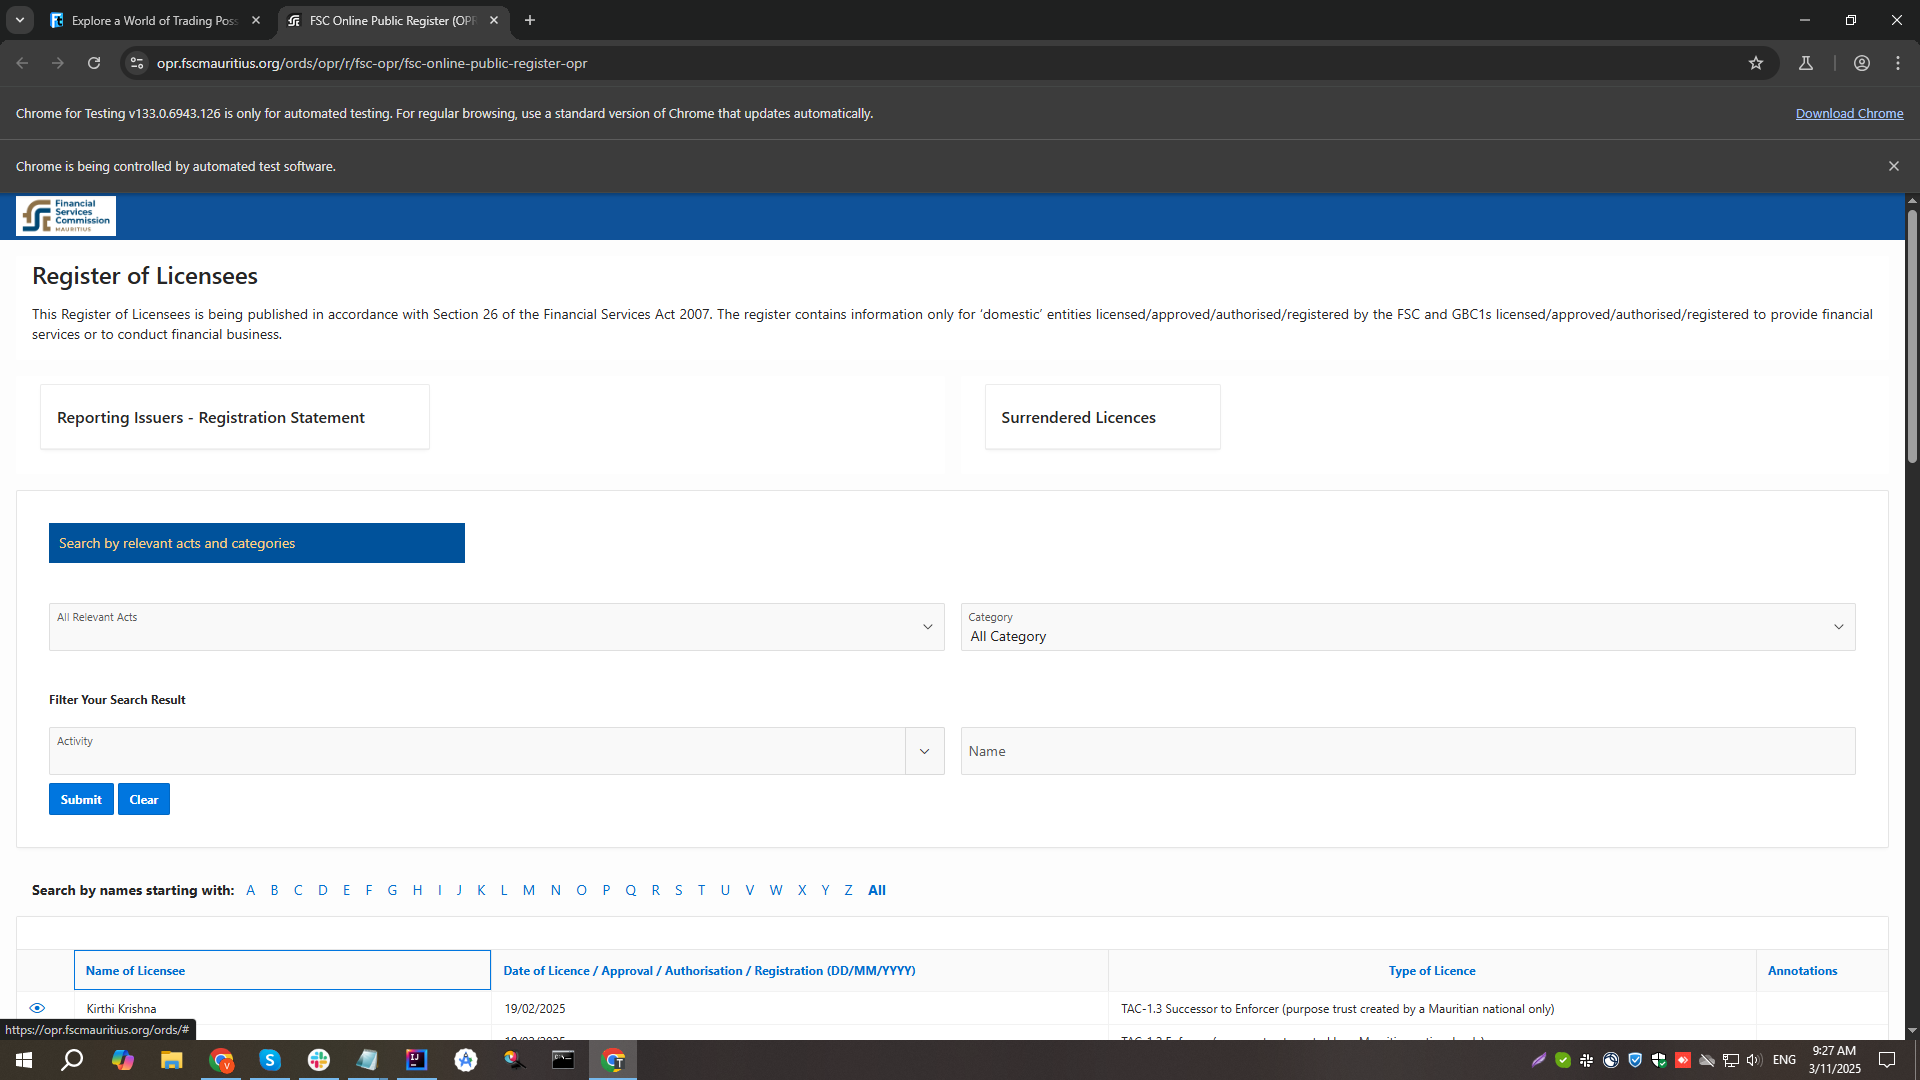 Explore a World of Trading Poss
FSC Online Public Register (OPR
opr.fscmauritius.org/ords/opr/r/fsc-opr/fsc-online-public-register-opr
Chrome for Testing v133.0.6943.126 is only for automated testing. For regular browsing, use a standard version of Chrome that updates automatically.
Download Chrome
Chrome is being controlled by automated test software.
Financial
Services
Commission
MAURITIUS
Register of Licensees
This Register of Licensees is being published in accordance with Section 26 of the Financial Services Act 2007. The register contains information only for ‘domestic’ entities licensed/approved/authorised/registered by the FSC and GBC1s licensed/approved/authorised/registered to provide financial
services or to conduct financial business.
Reporting Issuers - Registration Statement
Surrendered Licences
Search by relevant acts and categories
All Relevant Acts
Category
All Category
Filter Your Search Result
Activity
Name
Submit
Clear
Search by names starting with: A B C D E F G H I J K L M N O P Q R S T U V W X Y Z All
Name of Licensee
Date of Licence / Approval / Authorisation / Registration (DD/MM/YYYY)
Type of Licence
Annotations
Kirthi Krishna
19/02/2025
TAC-1.3 Successor to Enforcer (purpose trust created by a Mauritian national only)
https://opr.fscmauritius.org/ords/#
ENG
9:27 AM
3/11/2025